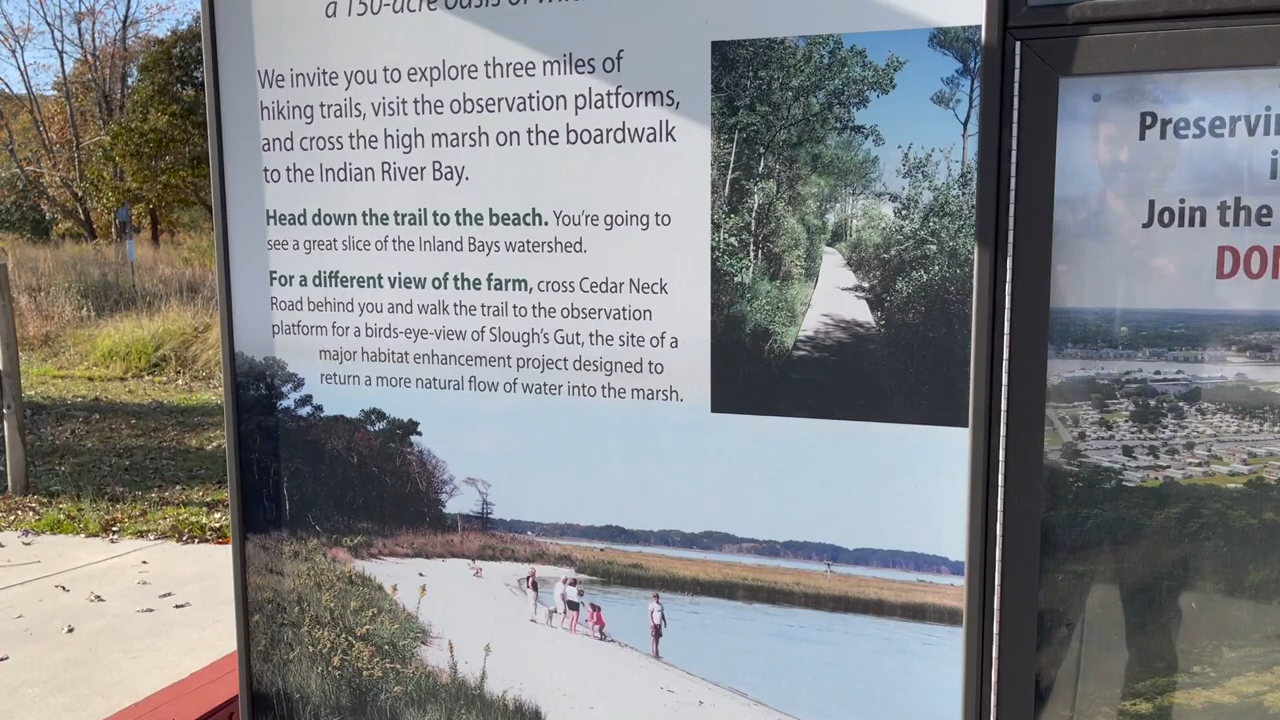 a 150-acre oasis of
We invite you to explore three miles of
hiking trails, visit the observation platforms,
and cross the high marsh on the boardwalk
to the Indian River Bay.
Head down the trail to the beach. You're going to
see a great slice of the Inland Bays watershed.
For a different view of the farm, cross Cedar Neck
Road behind you and walk the trail to the observation
platform for a birds-eye-view of Slough's Gut, the site of a
major habitat enhancement project designed to
return a more natural flow of water into the marsh.
Join the